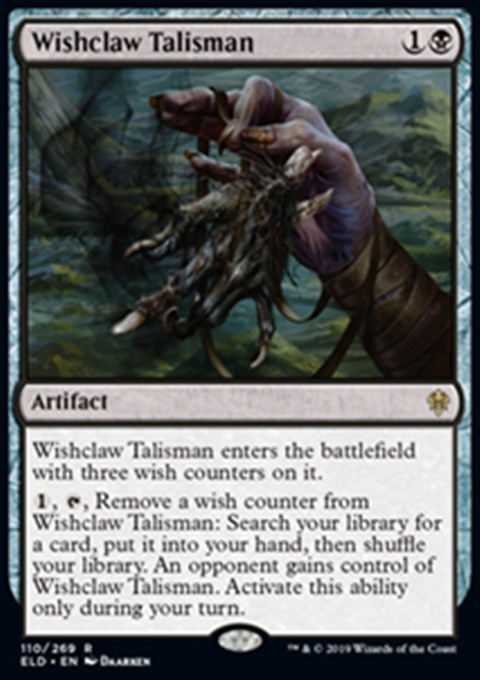 Wishclaw Talisman 1
Artifact
Wishclaw Talisman enters the battlefield
with three wish counters on it.
1, , Remove a wish counter from
Wishclaw Talisman: Search your library for
a card, put it into your hand, then shuffle
your library. An opponent gains control of
Wishclaw Talisman. Activate this ability
only during your turn.
110/269 R
ELD • EN DAARKEN
™ & © 2019 Wizards of the Coast